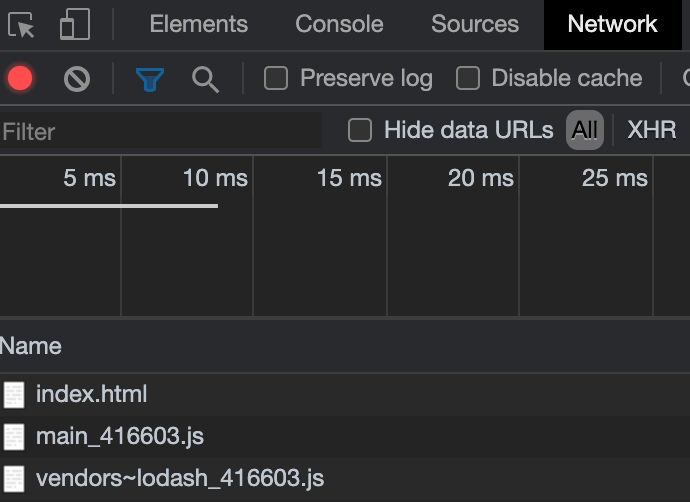 Elements Console Sources Network
Preserve log Disable cache
Filter Hide data URLs All XHR
5 ms 10 ms 15 ms 20 ms 25 ms
Name
index.html
main_416603.js
vendors~lodash_416603.js